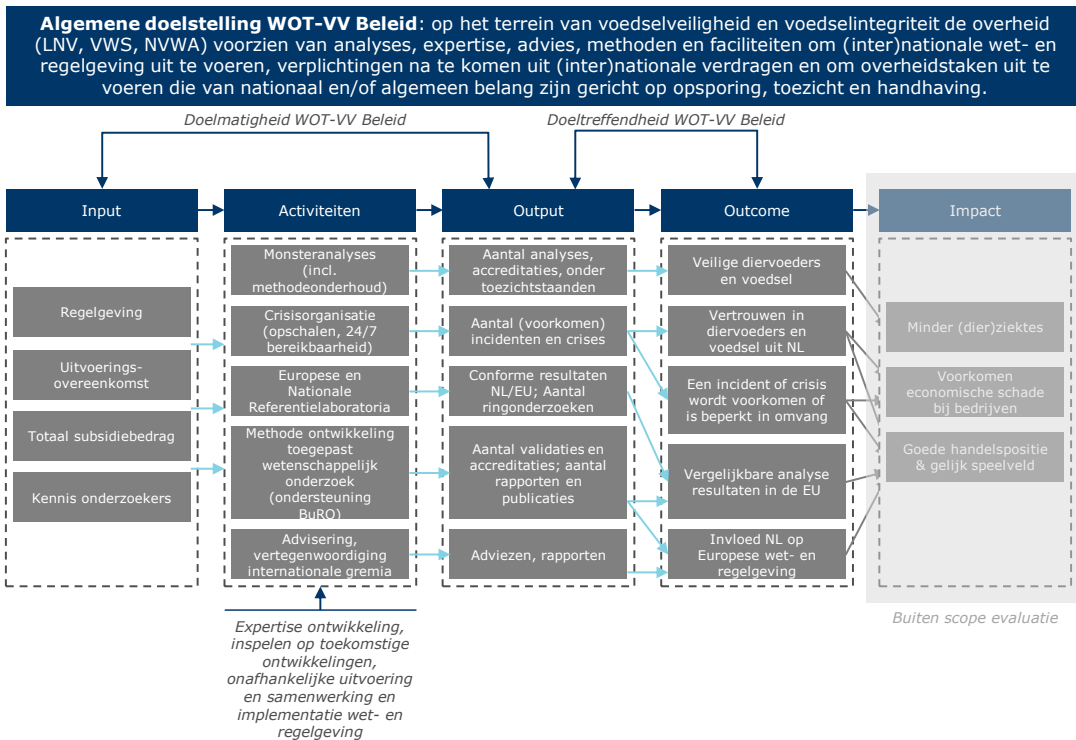 Algemene doelstelling WOT-VV Beleid: op het terrein van voedselveiligheid en voedselintegriteit de overheid
(LNV, VWS, NVWA) voorzien van analyses, expertise, advies, methoden en faciliteiten om (inter)nationale wet- en
regelgeving uit te voeren, verplichtingen na te komen uit (inter)nationale verdragen en om overheidstaken uit te
voeren die van nationaal en/of algemeen belang zijn gericht op opsporing, toezicht en handhaving.
Doelmatigheid WOT-VV Beleid
Doeltreffendheid WOT-VV Beleid
Input
Activiteiten
Output
Outcome
Impact
Regelgeving
Uitvoerings-
overeenkomst
Totaal subsidiebedrag
Kennis onderzoekers
Monsteranalyses
(incl.
methodeonderhoud)
Crisisorganisatie
(opschalen, 24/7
bereikbaarheid)
Europese en
Nationale
Referentielaboratoria
Methode ontwikkeling
toegepast
wetenschappelijk
onderzoek
(ondersteuning
BuRO)
Advisering,
vertegenwoordiging
internationale gremia
Aantal analyses,
accreditaties, onder
toezichtstaanden
Aantal (voorkomen)
incidenten en crises
Conforme resultaten
NL/EU; Aantal
ringonderzoeken
Aantal validaties en
accreditaties; aantal
rapporten en
publicaties
Adviezen, rapporten
Veilige diervoeders
en voedsel
Vertrouwen in
diervoeders en
voedsel uit NL
Een incident of crisis
wordt voorkomen of
is beperkt in omvang
Vergelijkbare analyse
resultaten in de EU
Invloed NL op
Europese wet- en
regelgeving
Minder (dier)ziektes
Voorkomen
economische schade
bij bedrijven
Goede handelspositie
& gelijk speelveld
Buiten scope evaluatie
Expertise ontwikkeling,
inspelen op toekomstige
ontwikkelingen,
onafhankelijke uitvoering
en samenwerking en
implementatie wet- en
regelgeving